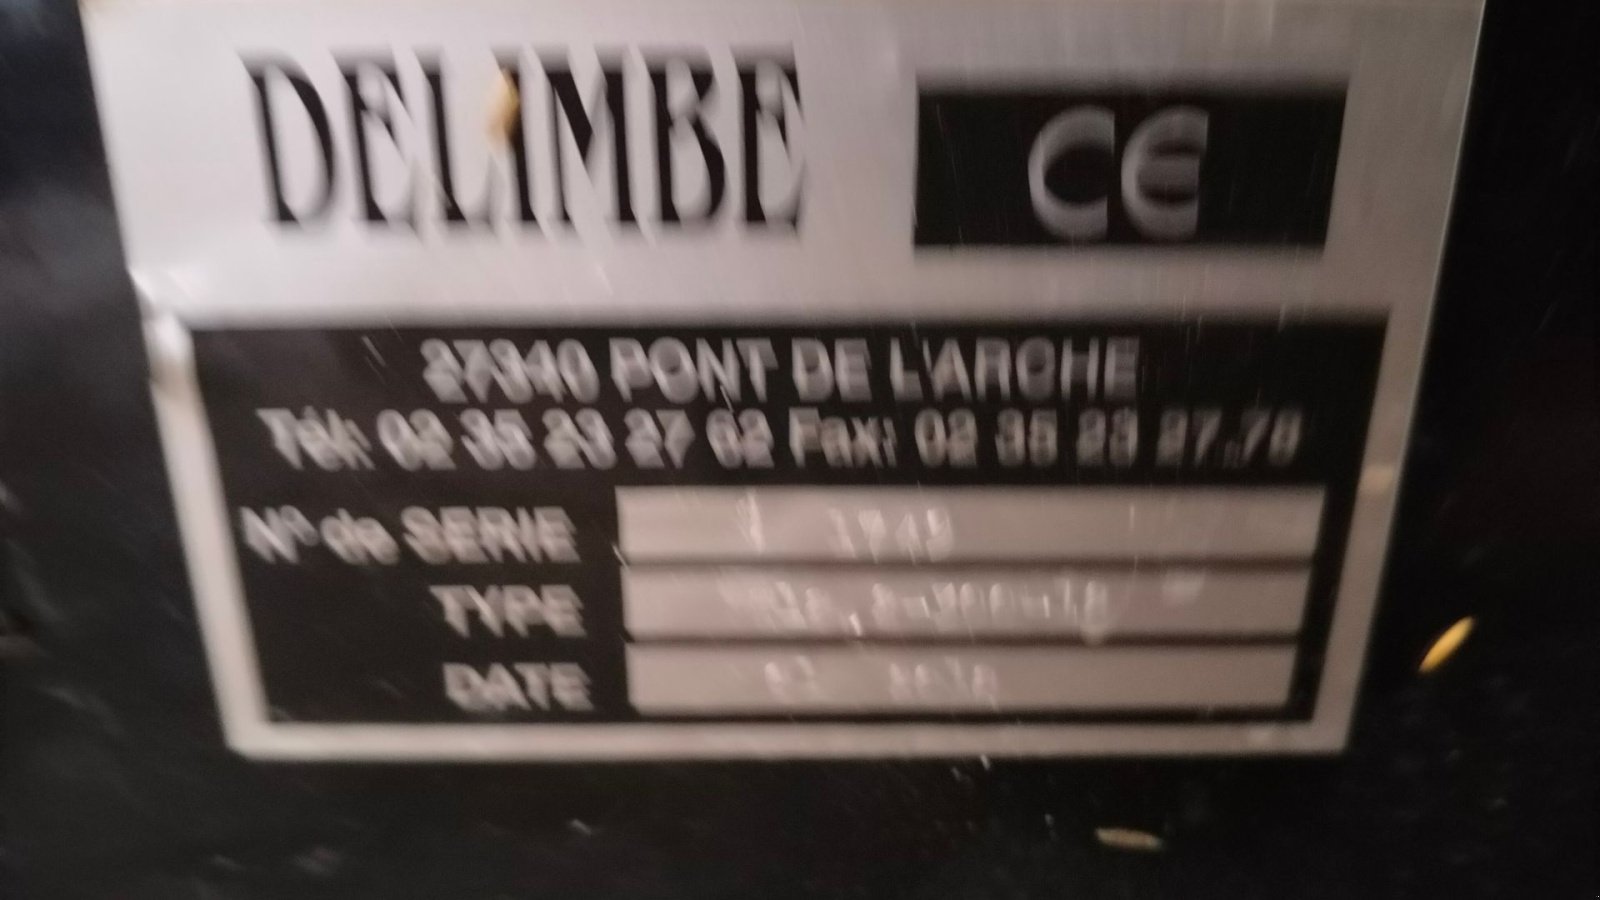 DELIMBE CE
27340 PONT DE L'ARCHE
Tél: 02 35 23 27 62 Fax: 02 35 23 27.78
N° de SERIE
TYPE
DATE